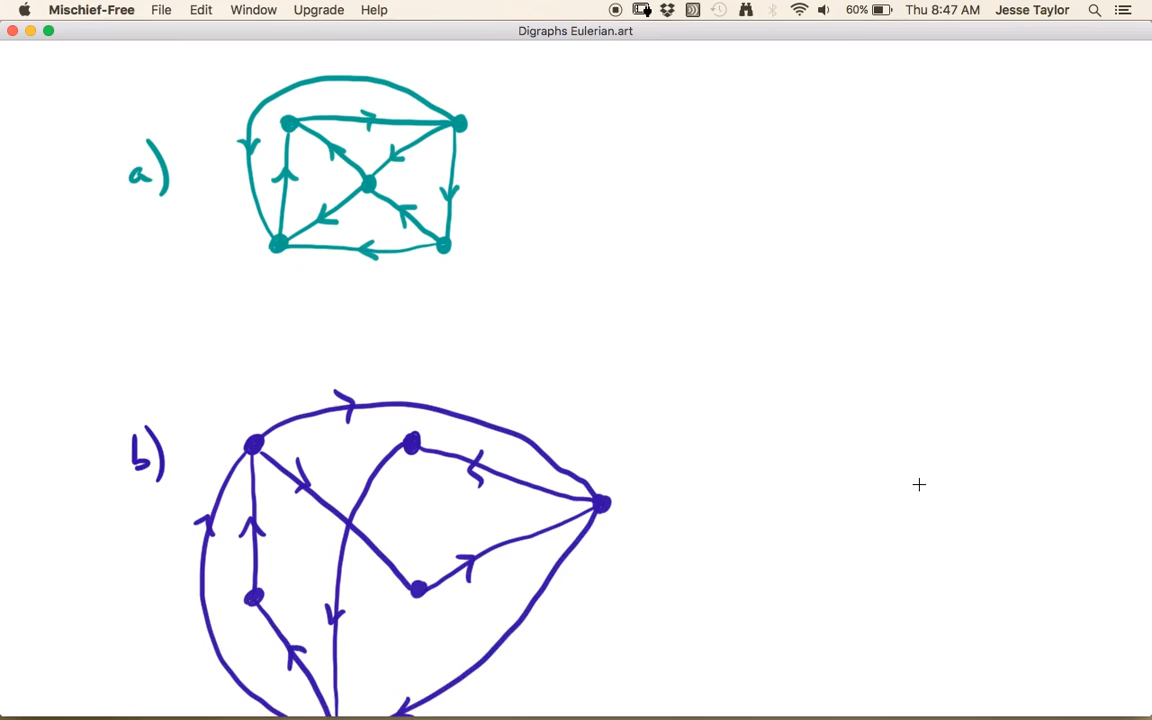 Mischief-Free File Edit Window Upgrade Help 60% Thu 8:47 AM Jesse Taylor
Digraphs Eulerian.art
a)
b)